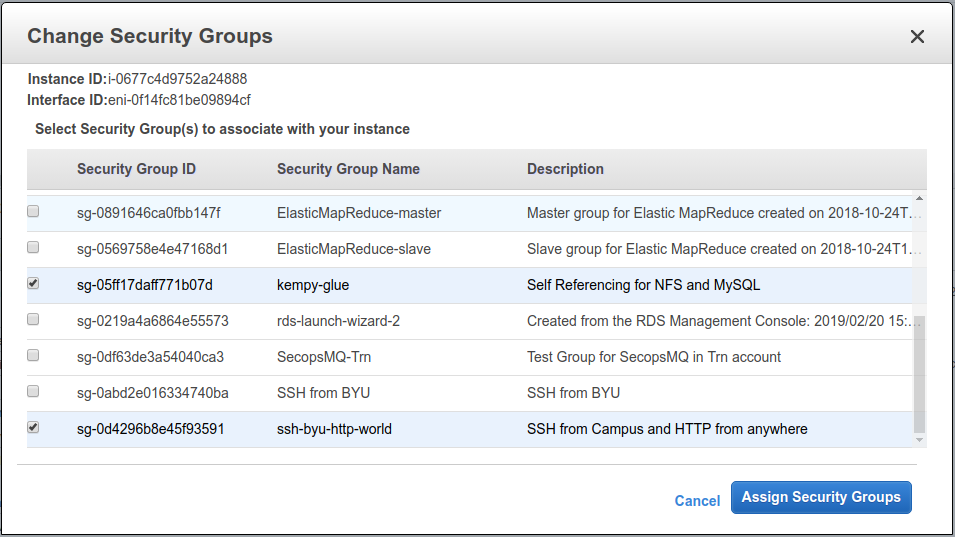 Change Security Groups
Instance ID:i-0677c4d9752a24888
Interface ID:eni-0f14fc81be09894cf
Select Security Group(s) to associate with your instance
Security Group ID Security Group Name Description
sg-0891646ca0fbb147f ElasticMapReduce-master Master group for Elastic MapReduce created on 2018-10-24T…
sg-0569758e4e47168d1 ElasticMapReduce-slave Slave group for Elastic MapReduce created on 2018-10-24T1…
sg-05ff17daff771b07d kempy-glue Self Referencing for NFS and MySQL
sg-0219a4a6864e55573 rds-launch-wizard-2 Created from the RDS Management Console: 2019/02/20 15:…
sg-0df63de3a54040ca3 SecopsMQ-Trn Test Group for SecopsMQ in Trn account
sg-0abd2e016334740ba SSH from BYU SSH from BYU
sg-0d4296b8e45f93591 ssh-byu-http-world SSH from Campus and HTTP from anywhere
Cancel Assign Security Groups